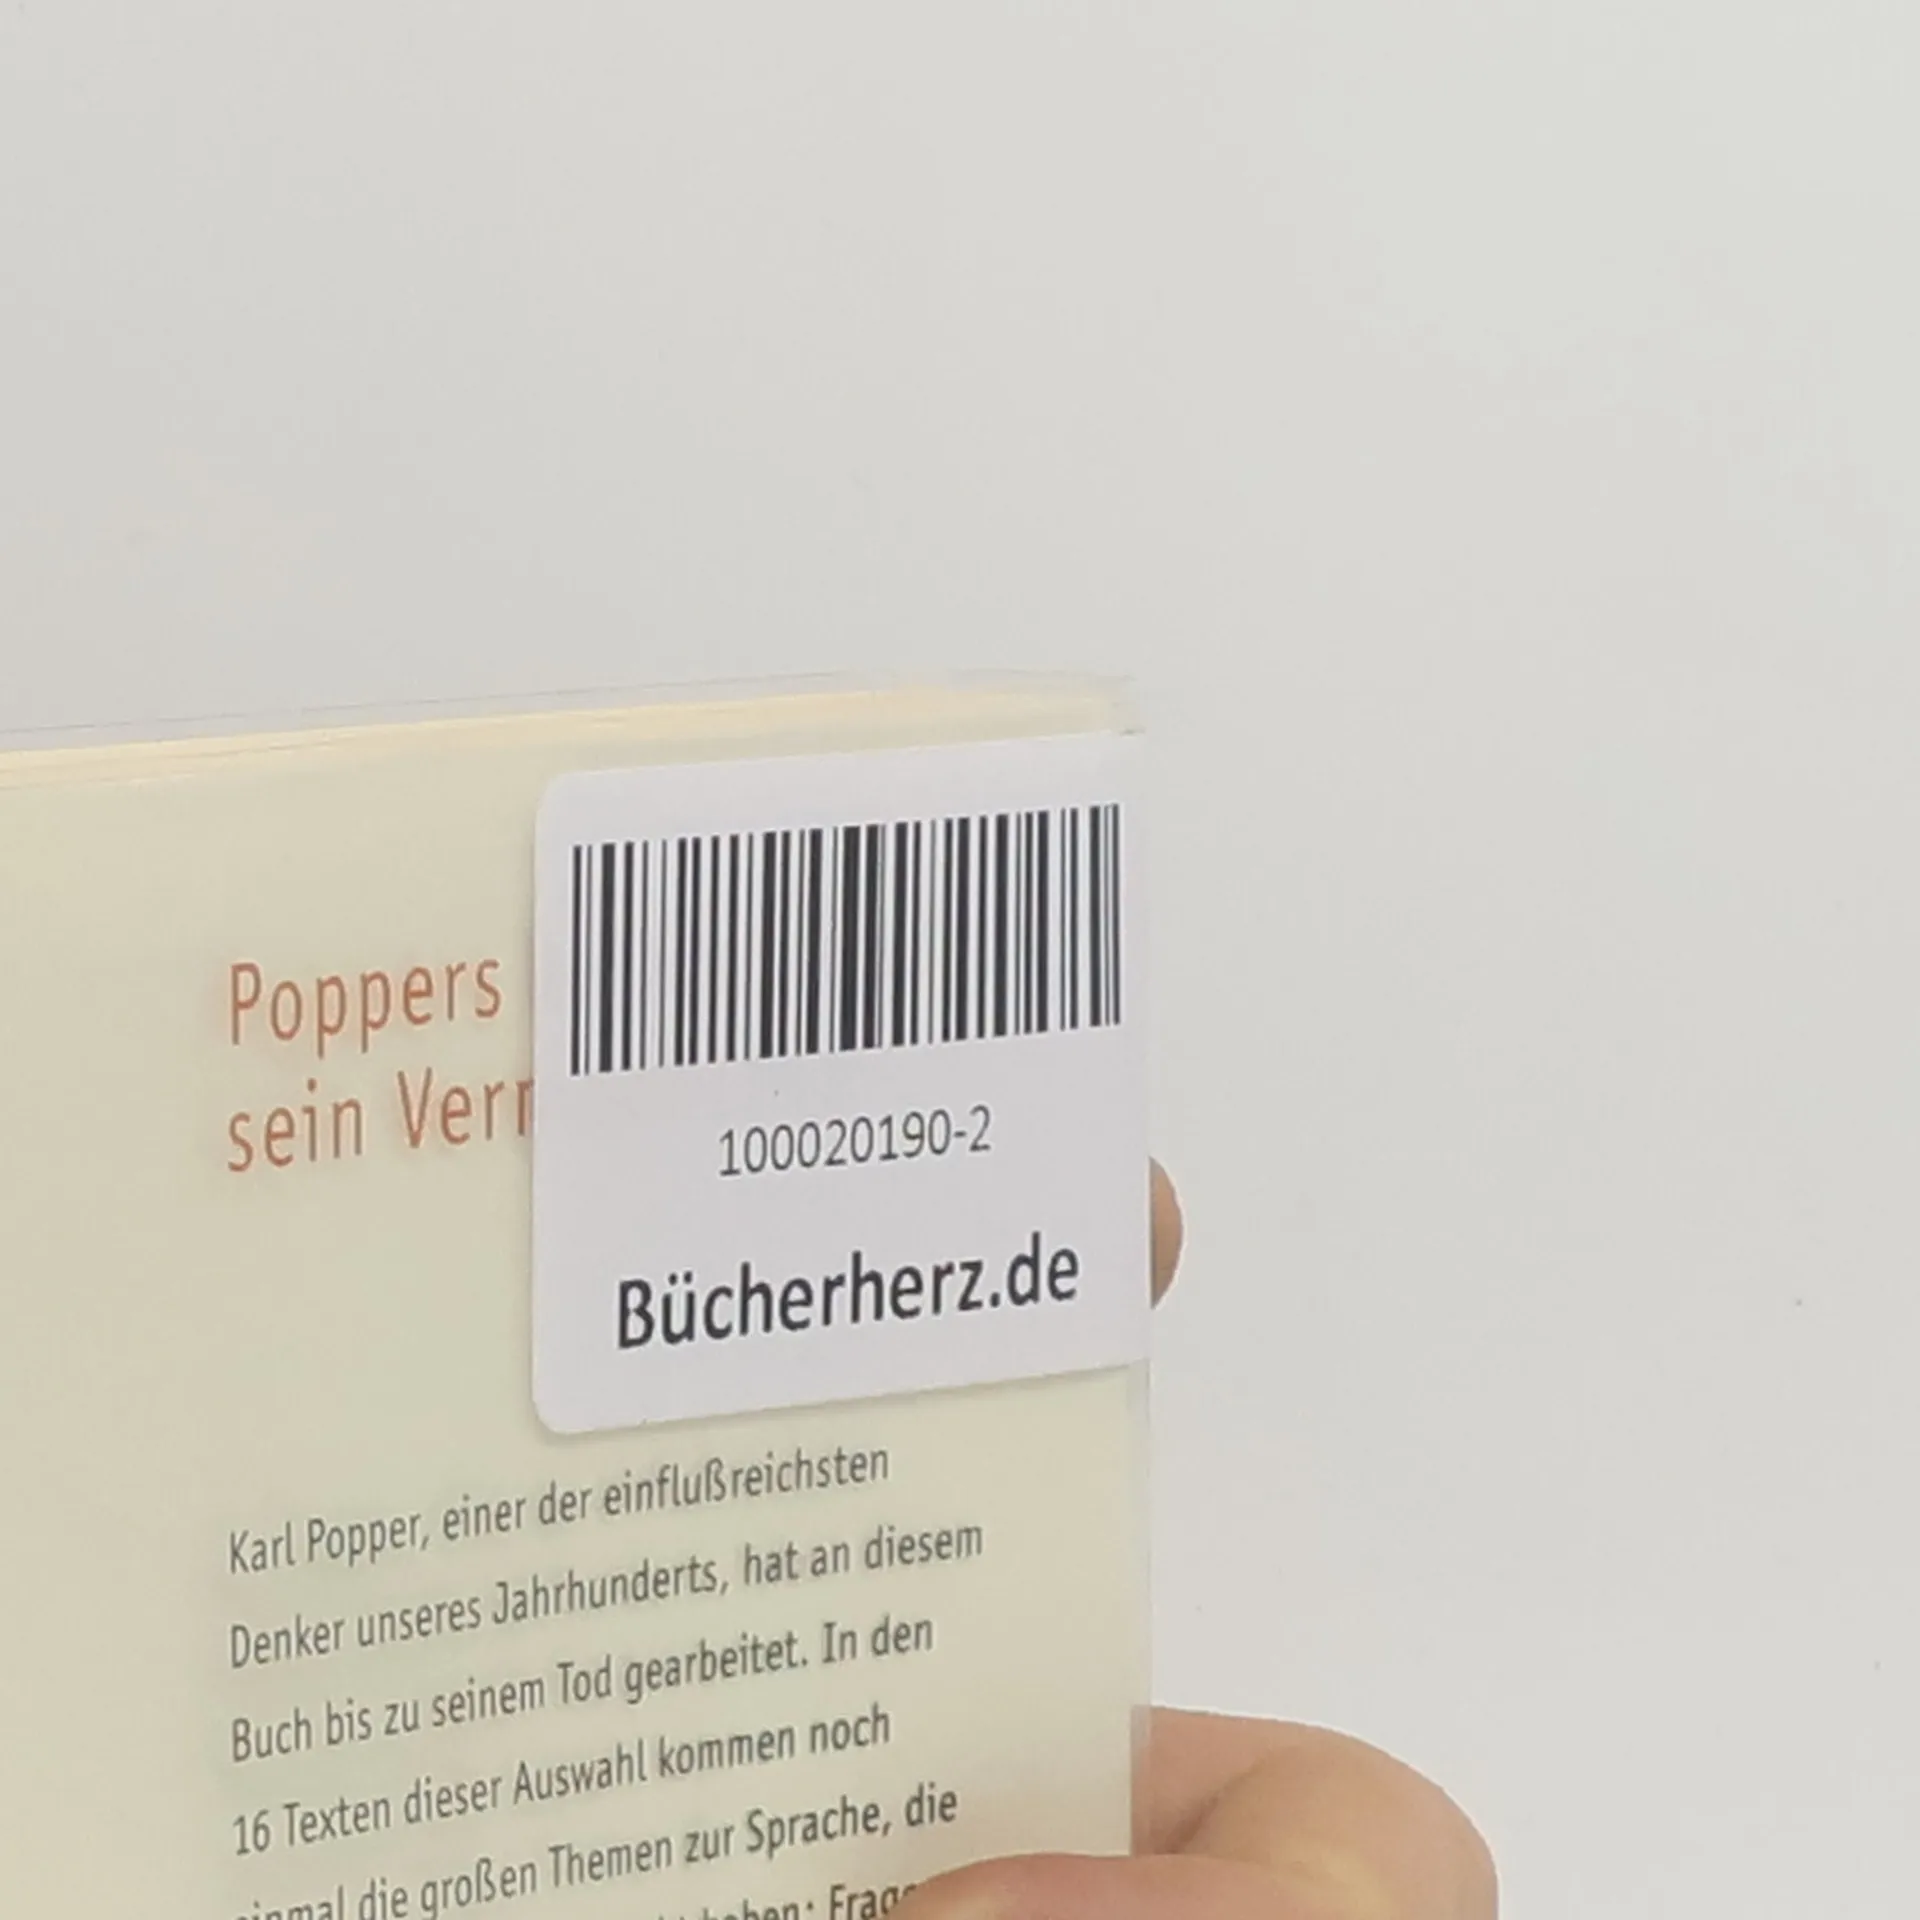 Poppers
sein
100020190-2
Bücherherz.de
Karl Popper, einer der einflußreichsten
Denker unseres Jahrhunderts, hat an diesem
Buch bis zu seinem Tod gearbeitet. In den
16 Texten dieser Auswahl kommen noch
einmal die großen Themen zur Sprache, die